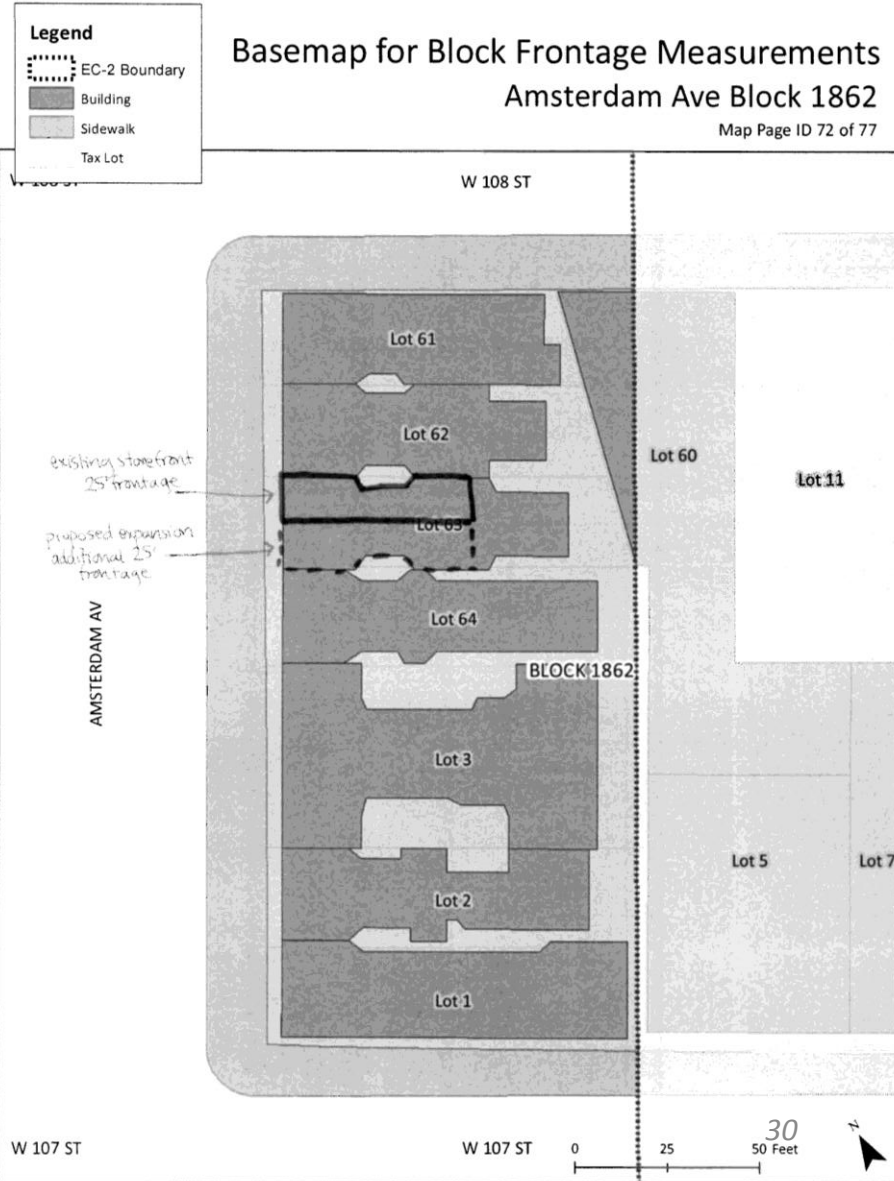 Legend
EC-2 Boundary
Building
Sidewalk
Tax Lot
Basemap for Block Frontage Measurements
Amsterdam Ave Block 1862
Map Page ID 72 of 77
W 108 ST
W 108 ST
Lot 61
Lot 62
Lot 60
Lot 11
existing storefront
25' frontage
Lot 63
proposed expansion
additional 25'
frontage
Lot 64
AMSTERDAM AV
BLOCK 1862
Lot 3
Lot 5
Lot 7
Lot 2
Lot 1
W 107 ST
W 107 ST
30
0 25 50 Feet
N